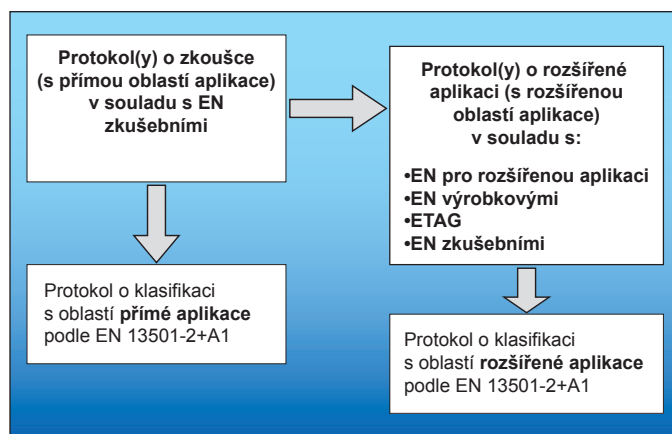 Protokol(y) o zkoušce
(s přímou oblastí aplikace)
v souladu s EN
zkušebními
Protokol(y) o rozšířené
aplikaci (s rozšířenou
oblastí aplikace)
v souladu s:
•EN pro rozšířenou aplikaci
•EN výrobkovými
•ETAG
•EN zkušebními
Protokol o klasifikaci
s oblastí přímé aplikace
podle EN 13501-2+A1
Protokol o klasifikaci
s oblastí rozšířené aplikace
podle EN 13501-2+A1